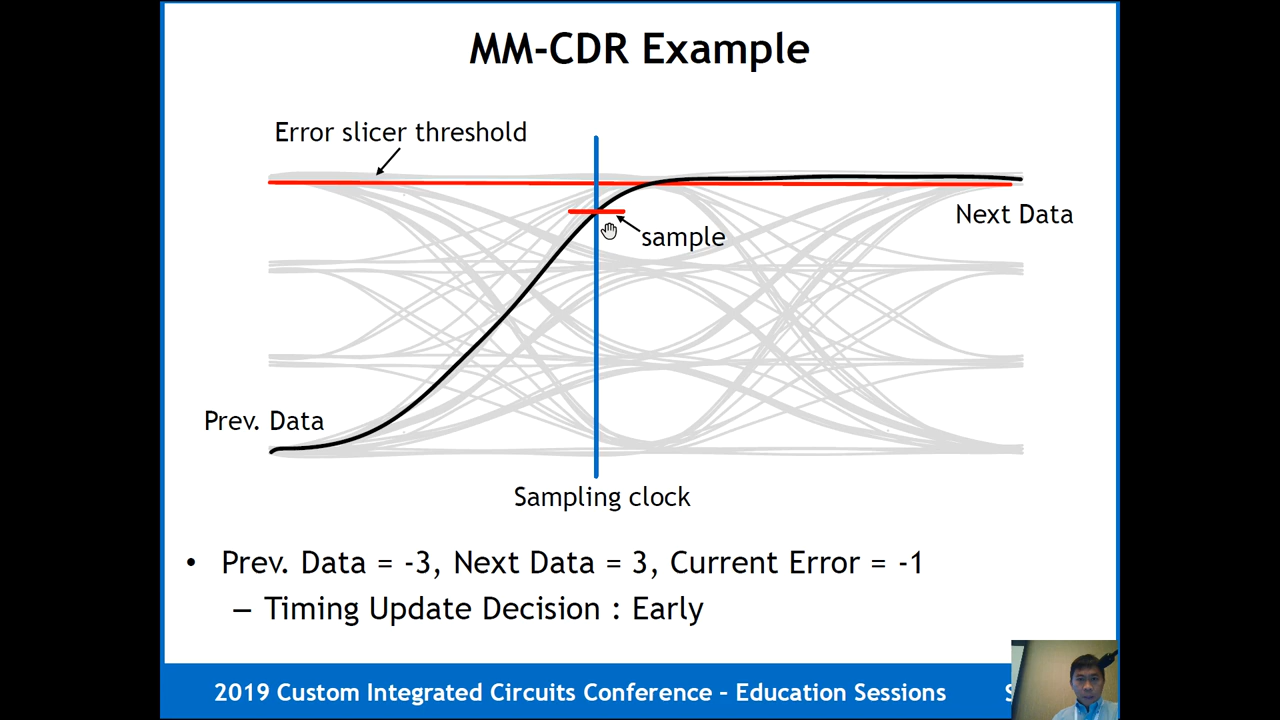 MM-CDR Example
Error slicer threshold
Next Data
sample
Prev. Data
Sampling clock
• Prev. Data = -3, Next Data = 3, Current Error = -1
– Timing Update Decision : Early
2019 Custom Integrated Circuits Conference – Education Sessions